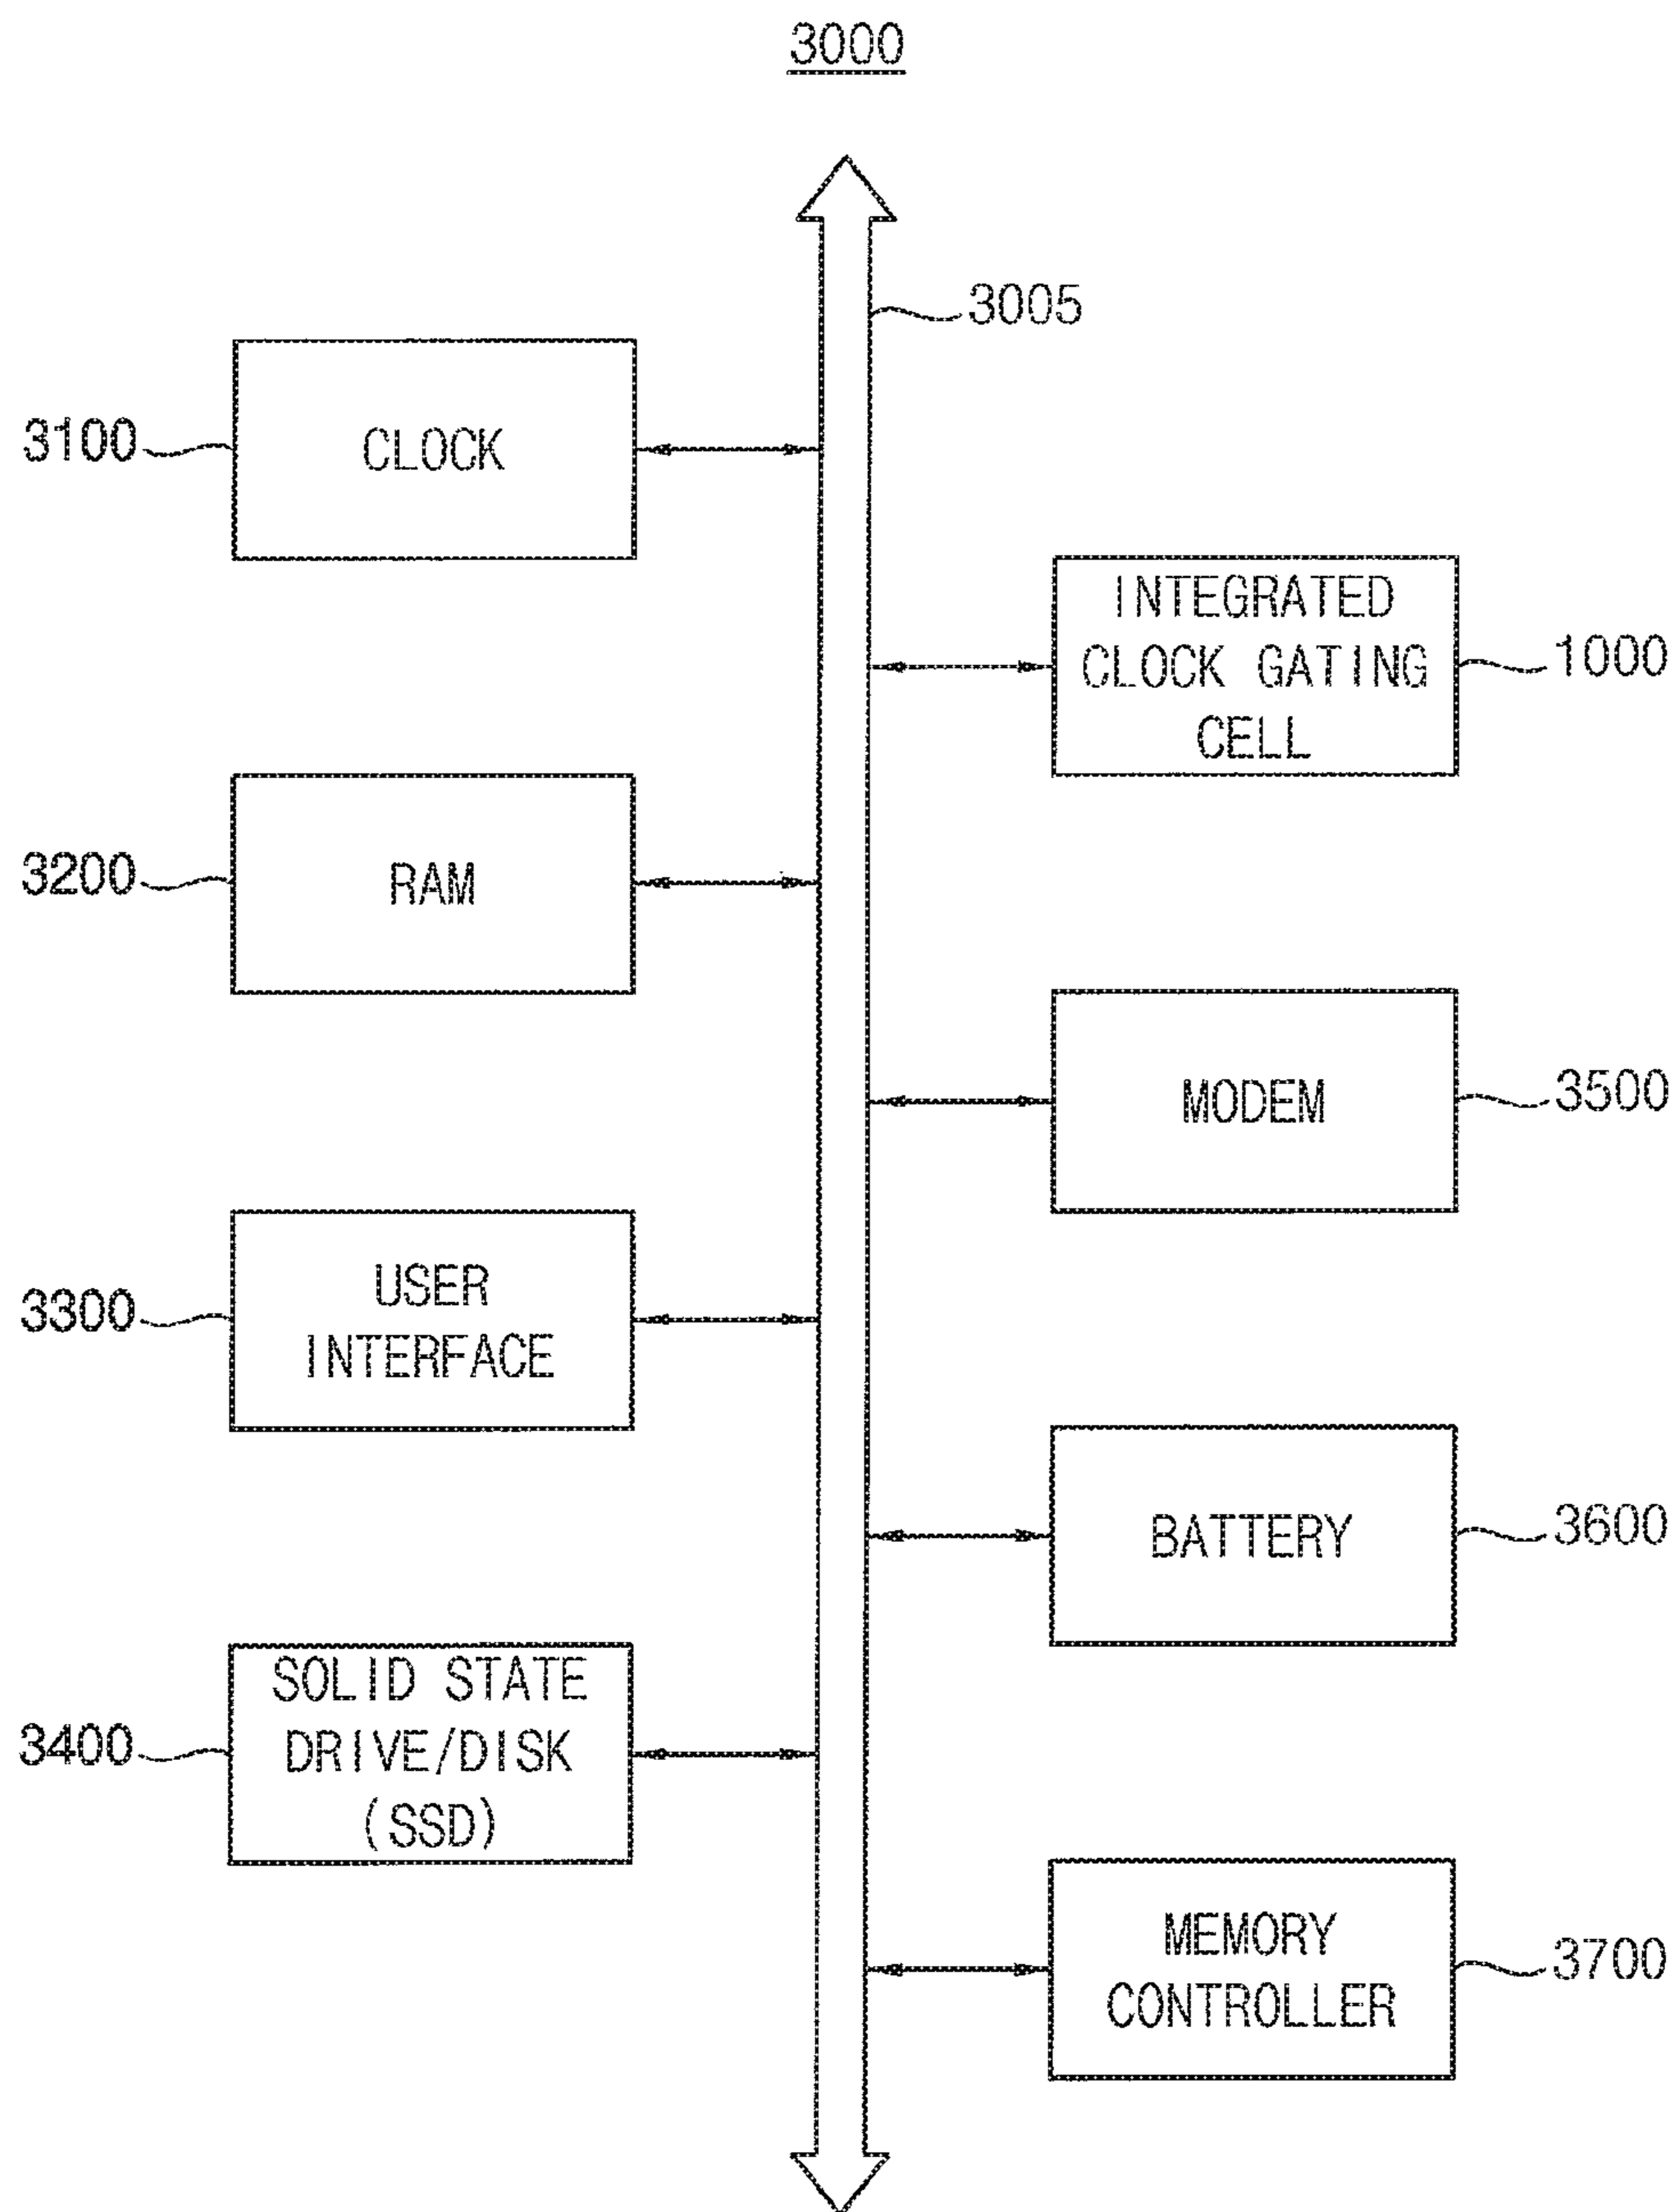 3000
3005
3100
CLOCK
INTEGRATED
CLOCK GATING
CELL
1000
3200
RAM
MODEM
3500
3300
USER
INTERFACE
BATTERY
3600
3400
SOLID STATE
DRIVE/DISK
(SSD)
MEMORY
CONTROLLER
3700